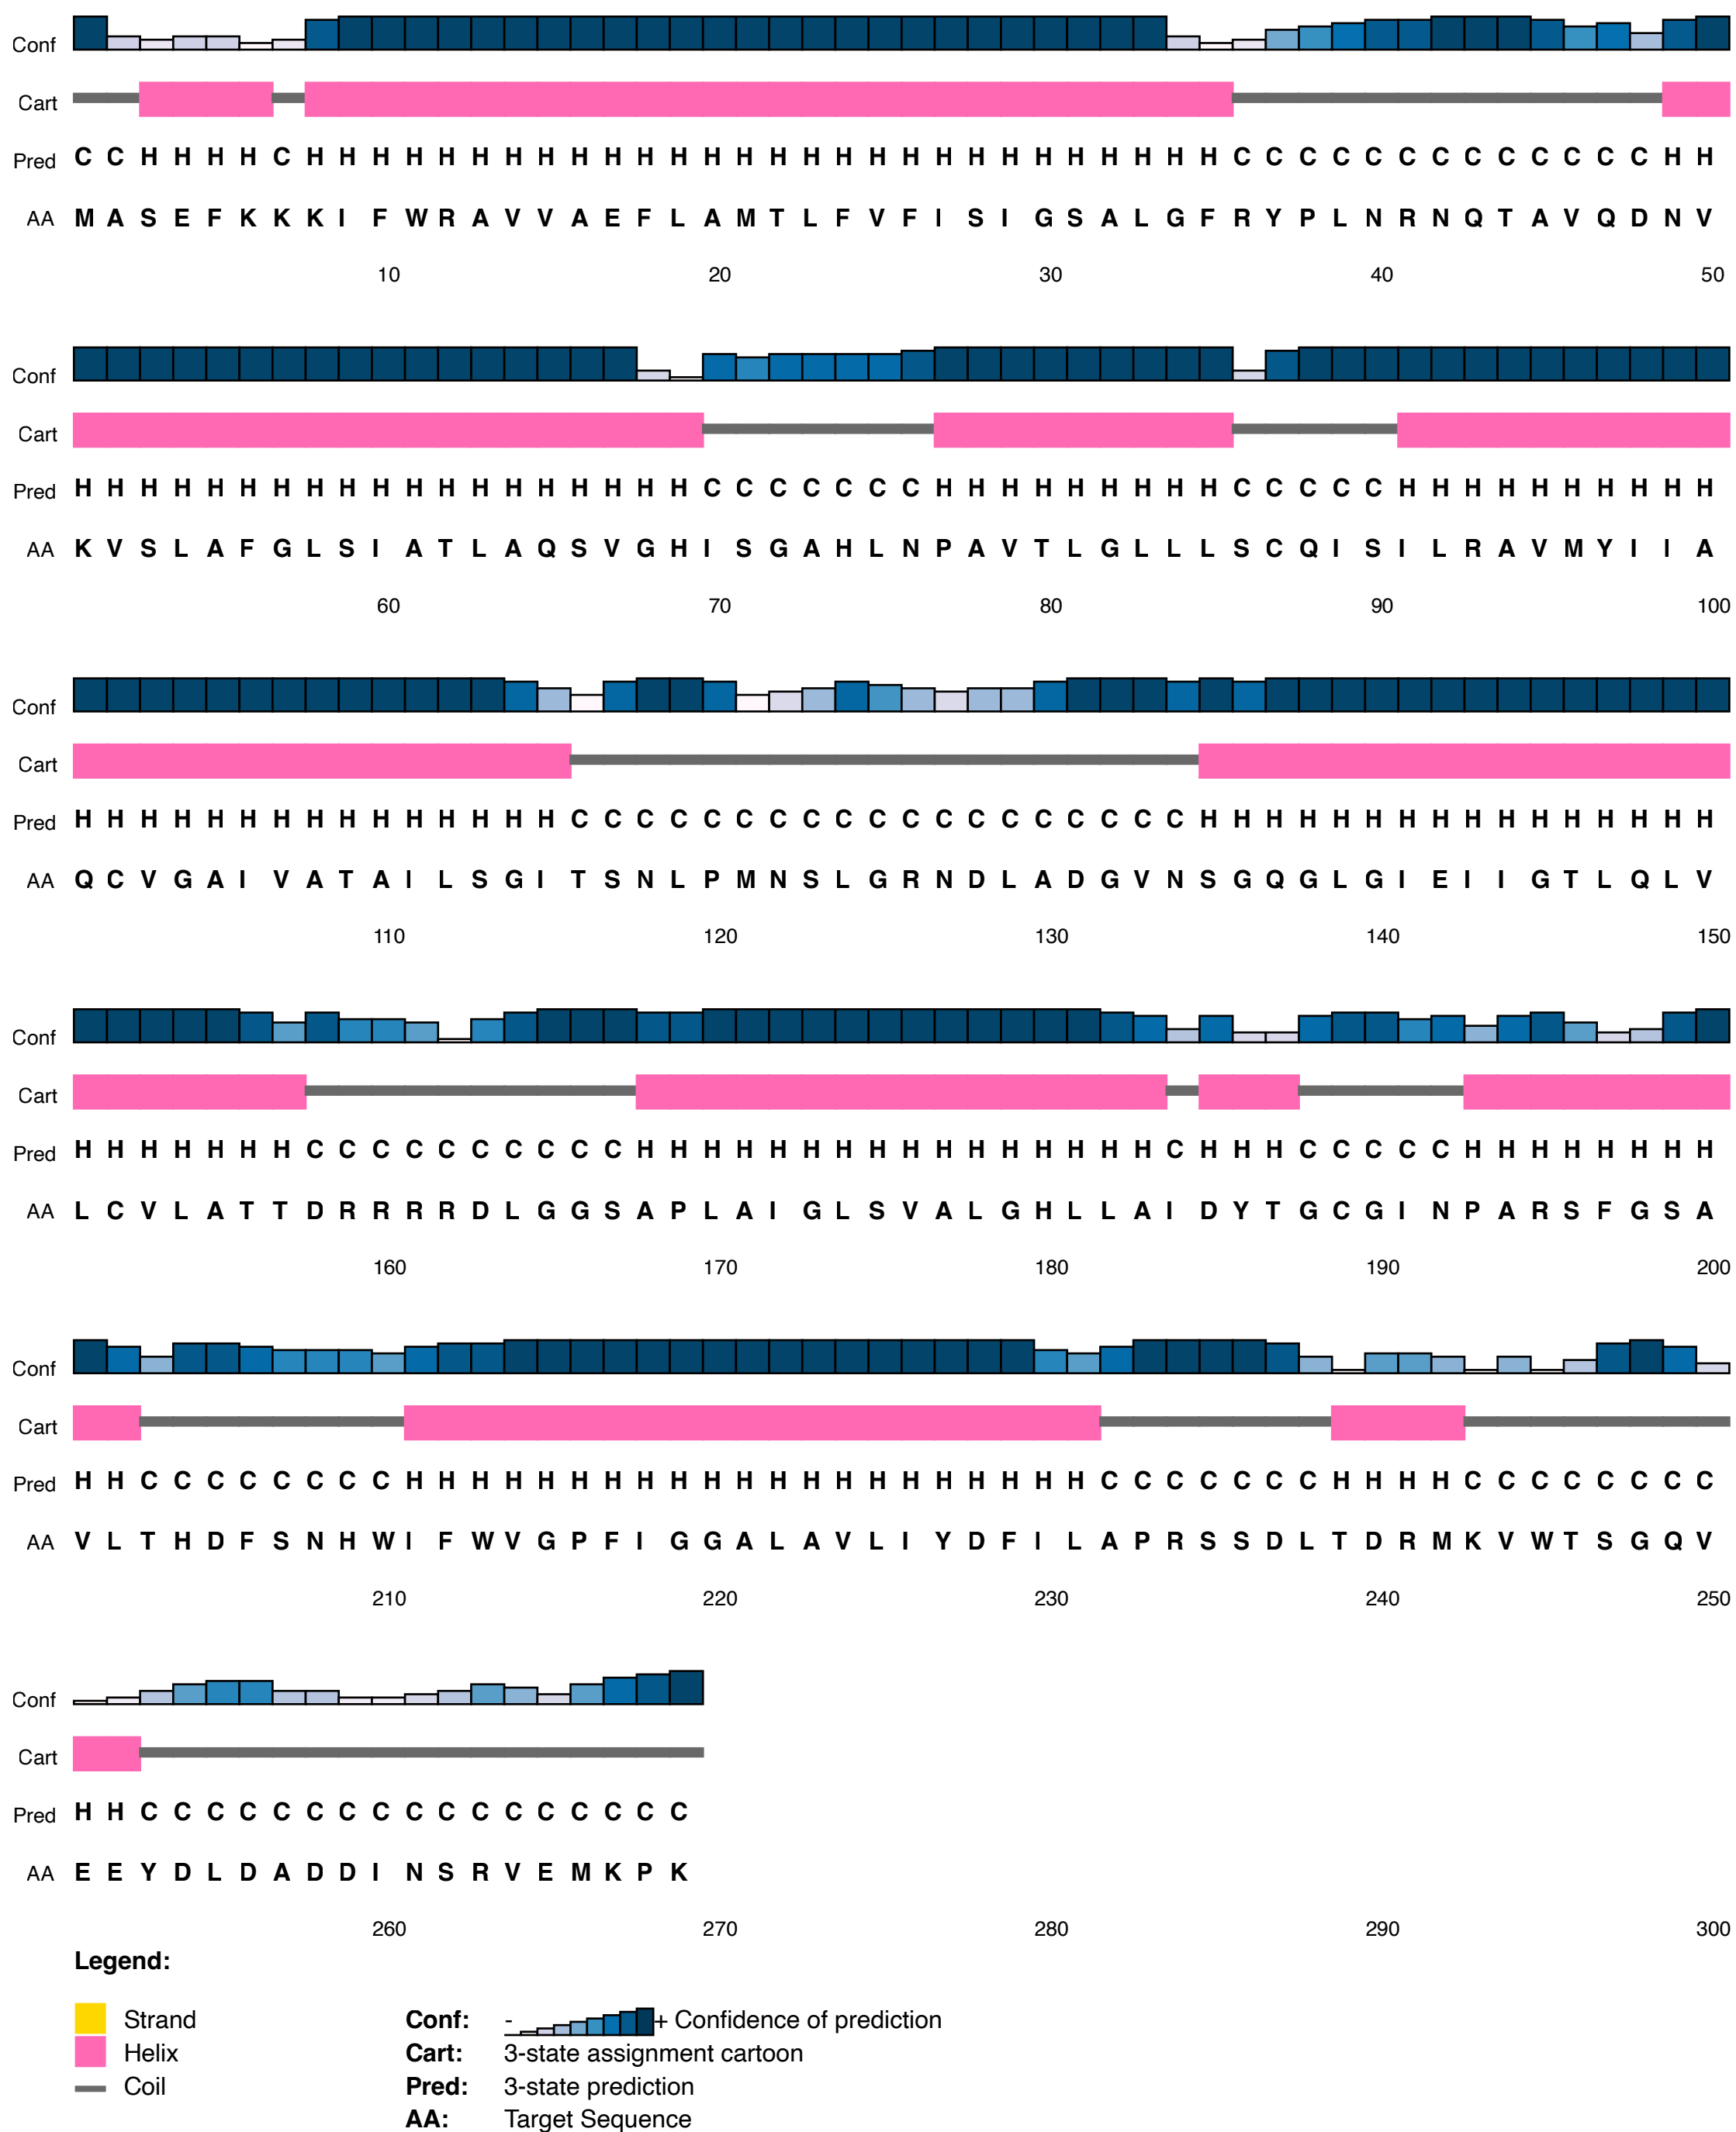 Conf
Cart
Pred C C H H H H C H H H H H H H H H H H H H H H H H H H H H H H H H H H H C C C C C C C C C C C C C H H
AA M A S E F K K K I F W R A V V A E F L A M T L F V F I S I G S A L G F R Y P L N R N Q T A V Q D N V
10 20 30 40 50
Conf
Cart
Pred H H H H H H H H H H H H H H H H H H H C C C C C C C H H H H H H H H H C C C C C H H H H H H H H H H
AA K V S L A F G L S I A T L A Q S V G H I S G A H L N P A V T L G L L L S C Q I S I L R A V M Y I I A
60 70 80 90 100
Conf
Cart
Pred H H H H H H H H H H H H H H H C C C C C C C C C C C C C C C C C C C H H H H H H H H H H H H H H H H
AA Q C V G A I V A T A I L S G I T S N L P M N S L G R N D L A D G V N S G Q G L G I E I I G T L Q L V
110 120 130 140 150
Conf
Cart
Pred H H H H H H H C C C C C C C C C C H H H H H H H H H H H H H H H H C H H H C C C C C H H H H H H H H
AA L C V L A T T D R R R R D L G G S A P L A I G L S V A L G H L L A I D Y T G C G I N P A R S F G S A
160 170 180 190 200
Conf
Cart
Pred H H C C C C C C C C H H H H H H H H H H H H H H H H H H H H H C C C C C C C H H H H C C C C C C C C
AA V L T H D F S N H W I F W V G P F I G G A L A V L I Y D F I L A P R S S D L T D R M K V W T S G Q V
210 220 230 240 250
Conf
Cart
Pred H H C C C C C C C C C C C C C C C C C
AA E E Y D L D A D D I N S R V E M K P K
260 270 280 290 300
Legend:
Strand Conf: - + Confidence of prediction
Helix Cart: 3-state assignment cartoon
Coil Pred: 3-state prediction
AA: Target Sequence